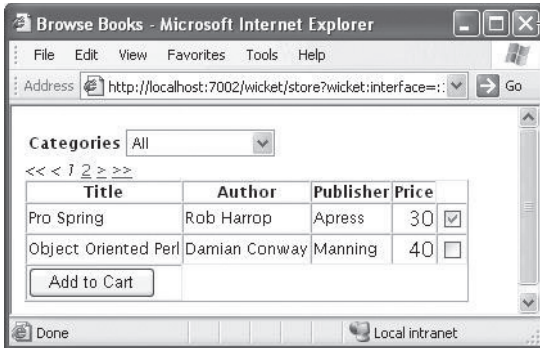 Browse Books - Microsoft Internet Explorer
File Edit View Favorites Tools Help
Address http://localhost:7002/wicket/store?wicket:interface=:: Go
Categories All
<< < 1 2 > >>
Title Author Publisher Price
Pro Spring Rob Harrop Apress 30
Object Oriented Perl Damian Conway Manning 40
Add to Cart
Done Local intranet